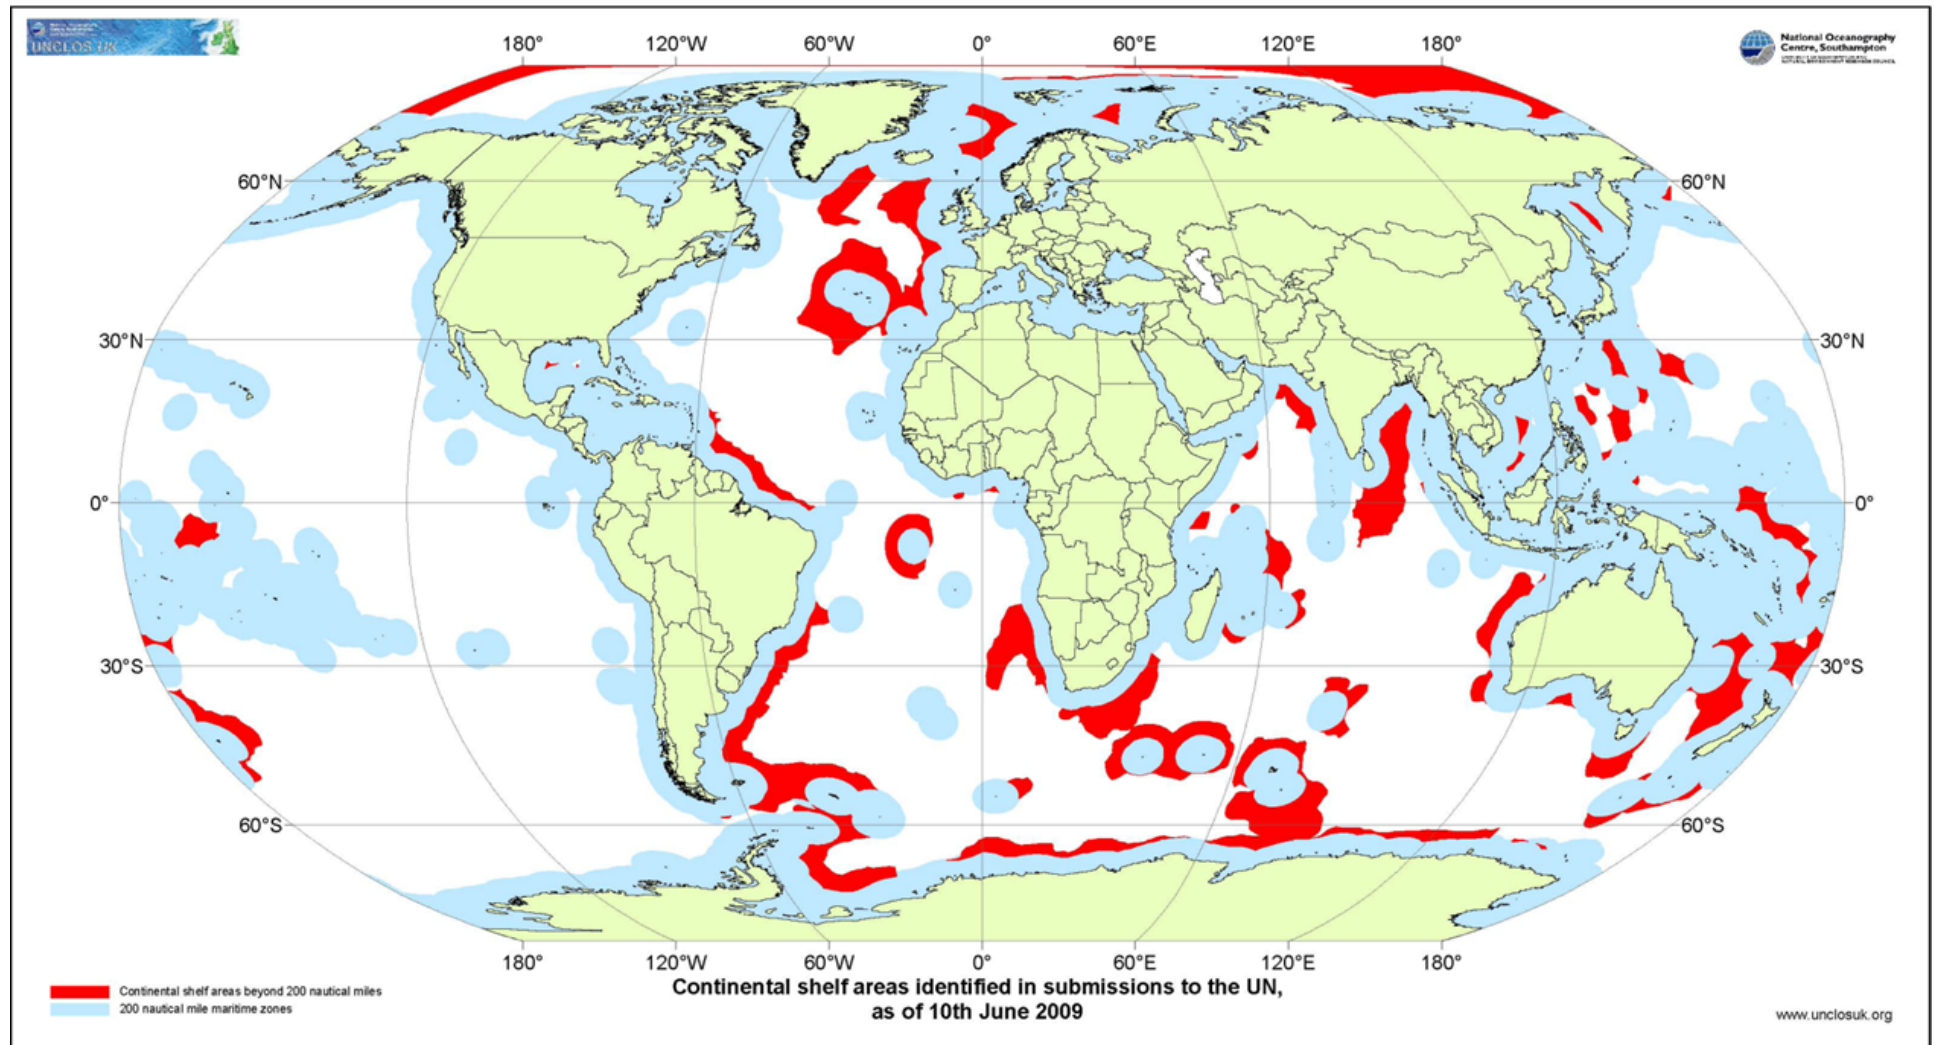 UNCLOS UK
National Oceanography
Centre, Southampton
180° 120°W 60°W 0° 60°E 120°E 180°
60°N 60°N
30°N 30°N
0° 0°
30°S 30°S
60°S 60°S
180° 120°W 60°W 0° 60°E 120°E 180°
Continental shelf areas identified in submissions to the UN,
as of 10th June 2009
Continental shelf areas beyond 200 nautical miles
200 nautical mile maritime zones
www.unclosuk.org